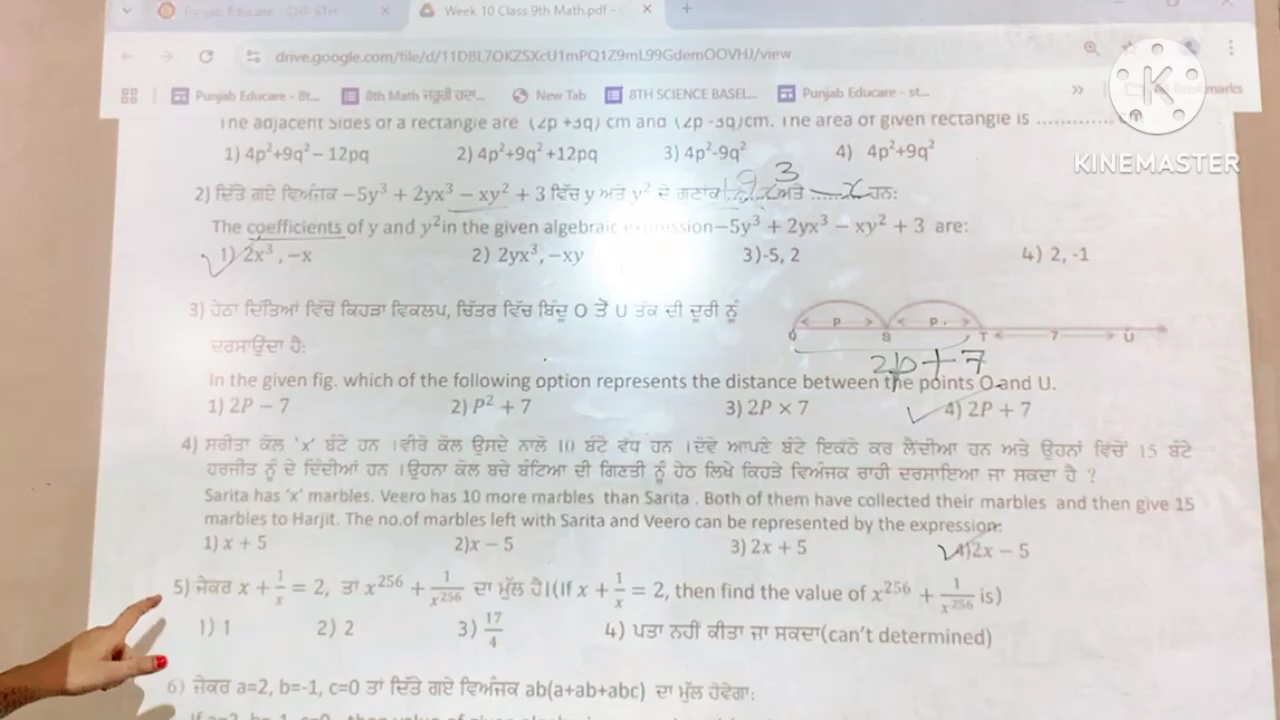 Week 10 Class 9th Math.pdf -
drive.google.com/file/d/11DBL7OKZSXcU1mPQ1Z9mL99GdemOOVHJ/view
Punjab Educare - 8t...
8th Math ਜਰੂਰੀ ਹਦਾ...
New Tab
8TH SCIENCE BASEL...
Punjab Educare - st...
KINEMASTER
The adjacent sides of a rectangle are (2p +3q) cm and (2p -3q)cm. The area of given rectangle is .............
1) 4p²+9q² – 12pq 2) 4p²+9q² +12pq 3) 4p²-9q² 4) 4p²+9q²
2) ਦਿੱਤੇ ਗਏ ਵਿਅੰਜਕ −5y³ + 2yx³ − xy² + 3 ਵਿੱਚ y ਅਤੇ y² ਦੇ ਗੁਣਾਂਕ ਅਤੇ −x ਹਨ:
The coefficients of y and y² in the given algebraic expression −5y³ + 2yx³ − xy² + 3 are:
1) 2x³ , −x 2) 2yx³, −xy 3)-5, 2 4) 2, -1
3) ਹੇਠਾਂ ਦਿੱਤਿਆਂ ਵਿੱਚੋਂ ਕਿਹੜਾ ਵਿਕਲਪ, ਚਿੱਤਰ ਵਿੱਚ ਬਿੰਦੂ O ਤੋਂ U ਤੱਕ ਦੀ ਦੂਰੀ ਨੂੰ
ਦਰਸਾਉਂਦਾ ਹੈ:
P P
O S T 7 U
2p+7
In the given fig. which of the following option represents the distance between the points O and U.
1) 2P − 7 2) P² + 7 3) 2P × 7 4) 2P + 7
4) ਸਰੀਤਾ ਕੋਲ 'x' ਬੰਟੇ ਹਨ ।ਵੀਰੋ ਕੋਲ ਉਸਦੇ ਨਾਲੋਂ 10 ਬੰਟੇ ਵੱਧ ਹਨ ।ਦੋਵੇਂ ਆਪਣੇ ਬੰਟੇ ਇਕੱਠੇ ਕਰ ਲੈਂਦੀਆ ਹਨ ਅਤੇ ਉਹਨਾਂ ਵਿੱਚੋਂ 15 ਬੰਟੇ
ਹਰਜੀਤ ਨੂੰ ਦੇ ਦਿੰਦੀਆਂ ਹਨ ।ਉਹਨਾ ਕੋਲ ਬਚੇ ਬੰਟਿਆ ਦੀ ਗਿਣਤੀ ਨੂੰ ਹੇਠ ਲਿਖੇ ਕਿਹੜੇ ਵਿਅੰਜਕ ਰਾਹੀ ਦਰਸਾਇਆ ਜਾ ਸਕਦਾ ਹੈ ?
Sarita has 'x' marbles. Veero has 10 more marbles than Sarita . Both of them have collected their marbles and then give 15
marbles to Harjit. The no.of marbles left with Sarita and Veero can be represented by the expression:
1) x + 5 2)x − 5 3) 2x + 5 4)2x − 5
5) ਜੇਕਰ x + 1/x = 2, ਤਾਂ x²⁵⁶ + 1/x²⁵⁶ ਦਾ ਮੁੱਲ ਹੈ।(If x + 1/x = 2, then find the value of x²⁵⁶ + 1/x²⁵⁶ is)
1) 1 2) 2 3) 17/4 4) ਪਤਾ ਨਹੀਂ ਕੀਤਾ ਜਾ ਸਕਦਾ(can't determined)
6) ਜੇਕਰ a=2, b=-1, c=0 ਤਾਂ ਦਿੱਤੇ ਗਏ ਵਿਅੰਜਕ ab(a+ab+abc) ਦਾ ਮੁੱਲ ਹੋਵੇਗਾ: